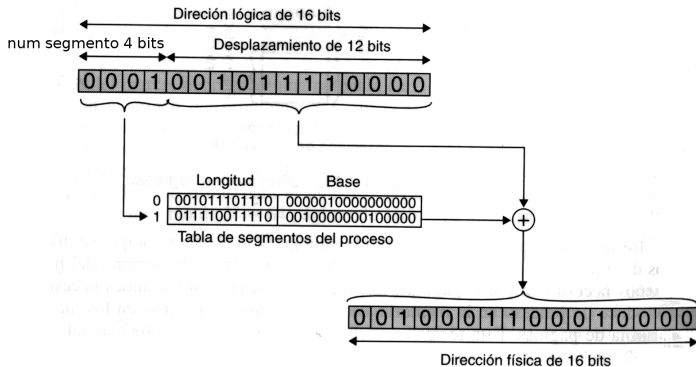 Direción lógica de 16 bits
num segmento 4 bits Desplazamiento de 12 bits
0 0 0 1 0 0 1 0 1 1 1 1 0 0 0 0
Longitud Base
0 001011101110 0000010000000000
1 011110011110 0010000000100000
+
Tabla de segmentos del proceso
0 0 1 0 0 0 1 1 0 0 0 1 0 0 0 0
Dirección física de 16 bits